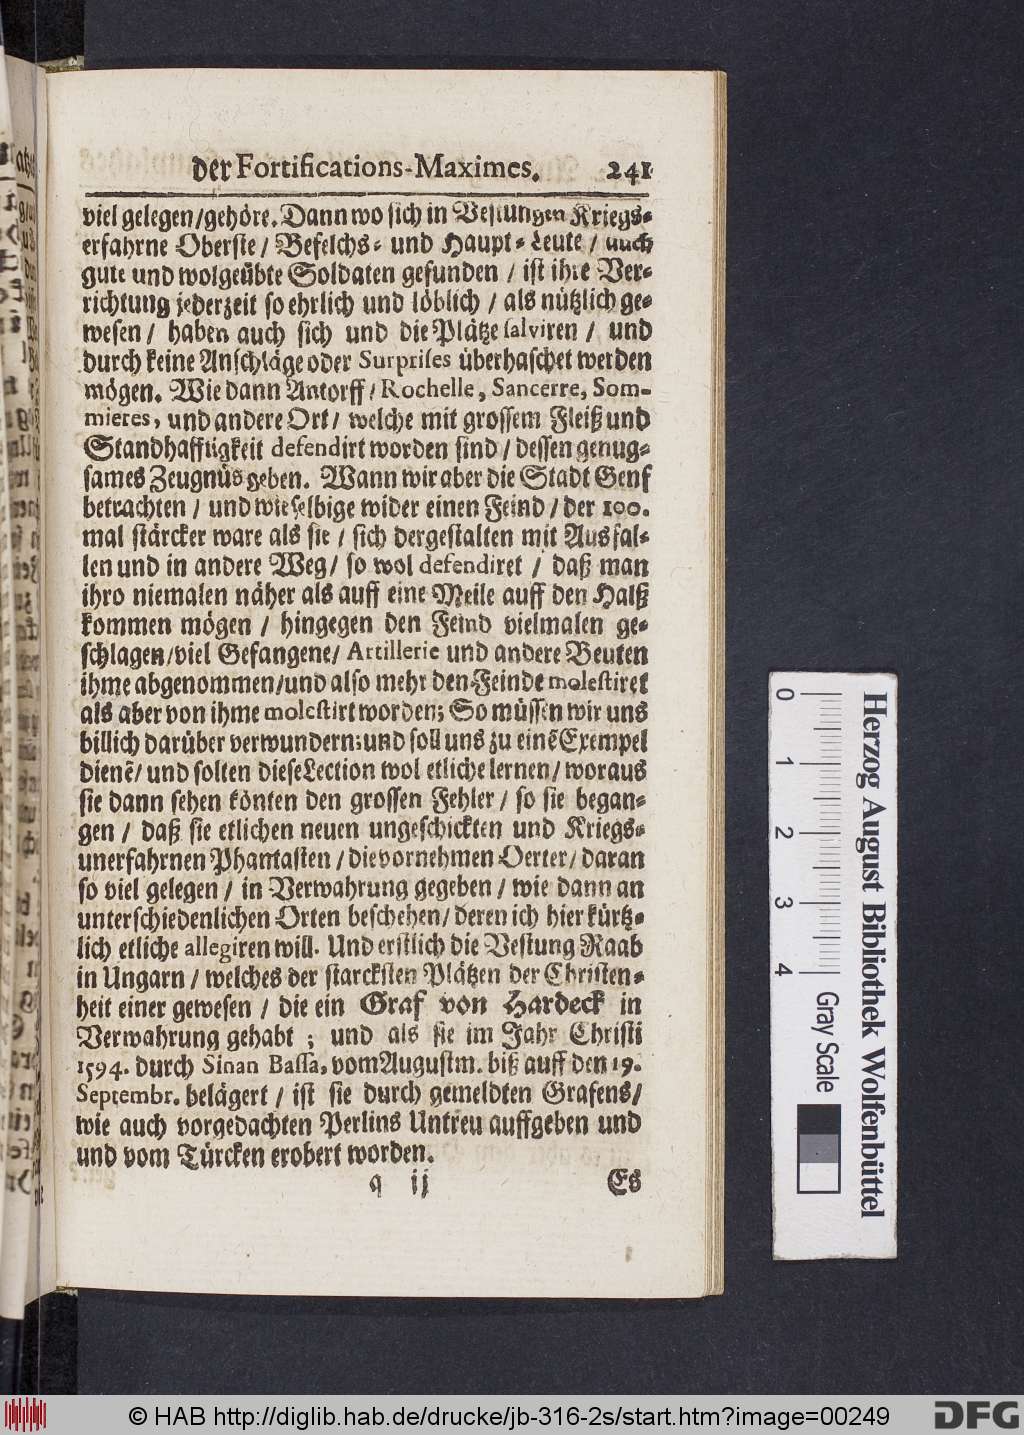 der Fortifications-Maximes. 241
viel gelegen/gehöre. Dann wo sich in Vestungen Kriegs-
erfahrne Oberste / Befelchs- und Haupt-Leute / auch
gute und wolgeübte Soldaten gefunden / ist ihre Ver-
richtung jederzeit so ehrlich und löblich / als nützlich ge-
wesen / haben auch sich und die Plätze salviren / und
durch keine Anschläge oder Surprises überhaschet werden
mögen. Wie dann Antorff / Rochelle, Sancerre, Som-
mieres, und andere Ort / welche mit grossem Fleiß und
Standhafftigkeit defendirt worden sind / dessen genug-
sames Zeugnüs geben. Wann wir aber die Stadt Genf
betrachten / und wie selbige wider einen Feind / der 100.
mal stärcker ware als sie / sich dergestalten mit Ausfal-
len und in andere Weg / so wol defendiret / daß man
ihro niemalen näher als auff eine Meile auff den Halß
kommen mögen / hingegen den Feind vielmalen ge-
schlagen/viel Gefangene/ Artillerie und andere Beuten
ihme abgenommen/und also mehr den Feinde molestiret
als aber von ihme molestirt worden; So müssen wir uns
billich darüber verwundern; und soll uns zu einẽ Exempel
dienẽ/ und solten diese Lection wol etliche lernen / woraus
sie dann sehen könten den grossen Fehler / so sie began-
gen / daß sie etlichen neuen ungeschickten und Kriegs-
unerfahrnen Phantasten / die vornehmen Oerter / daran
so viel gelegen / in Verwahrung gegeben / wie dann an
unterschiedenlichen Orten beschehen / deren ich hier kürtz-
lich etliche allegiren will. Und erstlich die Vestung Raab
in Ungarn / welches der starcksten Plätzen der Christen-
heit einer gewesen / die ein Graf von Hardeck in
Verwahrung gehabt ; und als sie im Jahr Christi
1594. durch Sinan Bassa, vom Augustm. biß auff den 19.
Septembr. belägert / ist sie durch gemeldten Grafens/
wie auch vorgedachten Perlins Untreu auffgeben und
und vom Türcken erobert worden.
q ij Es
0 1 2 3 4
Gray Scale
Herzog August Bibliothek Wolfenbüttel
© HAB http://diglib.hab.de/drucke/jb-316-2s/start.htm?image=00249
DFG